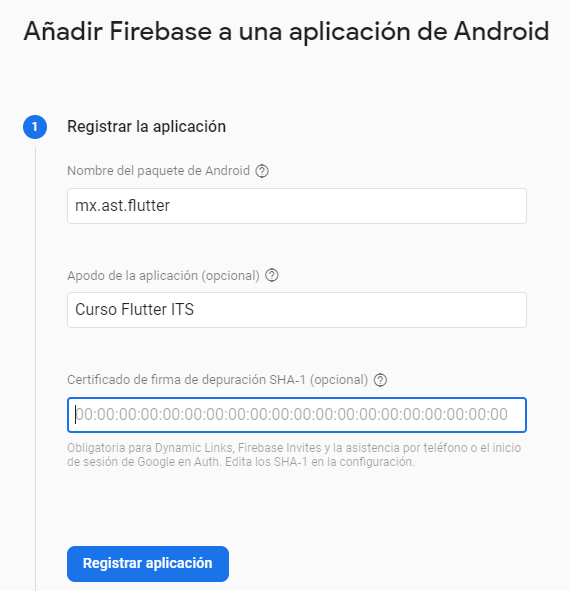 Añadir Firebase a una aplicación de Android
1
Registrar la aplicación
Nombre del paquete de Android
mx.ast.flutter
Apodo de la aplicación (opcional)
Curso Flutter ITS
Certificado de firma de depuración SHA-1 (opcional)
00:00:00:00:00:00:00:00:00:00:00:00:00:00:00:00:00:00:00:00
Obligatoria para Dynamic Links, Firebase Invites y la asistencia por teléfono o el inicio
de sesión de Google en Auth. Edita los SHA-1 en la configuración.
Registrar aplicación